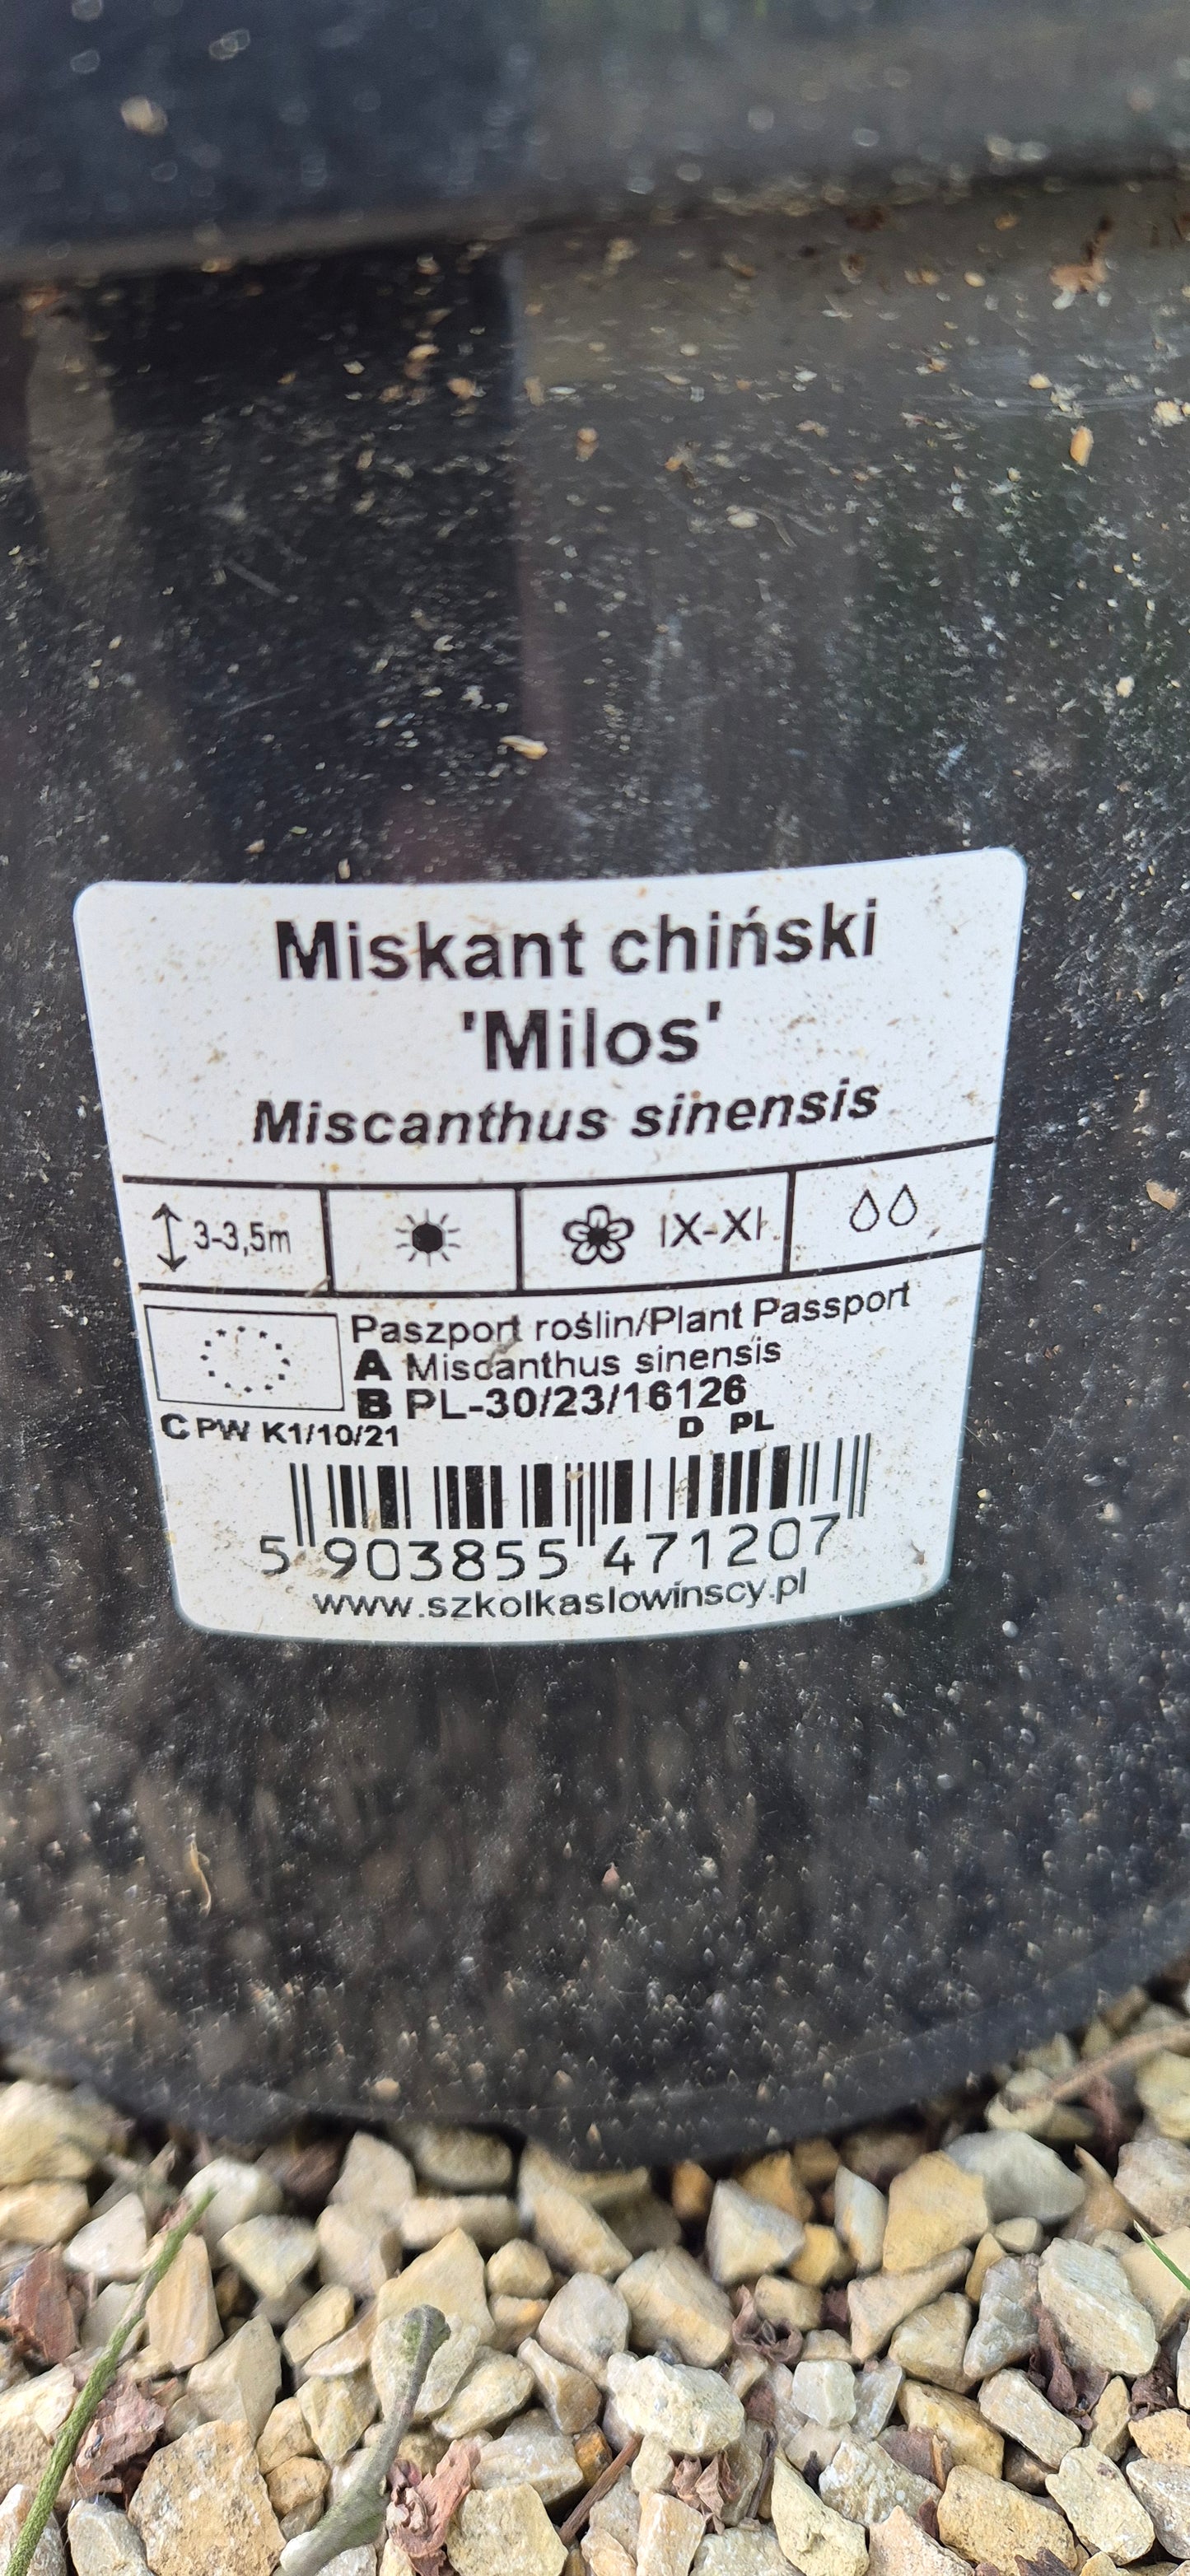 Miskant chiński
'Milos'
Miscanthus sinensis
3-3,5m IX-XI
Paszport roślin/Plant Passport
A Miscanthus sinensis
B PL-30/23/16126
C PW K1/10/21 D PL
5 903855 471207
www.szkolkaslowinscy.pl